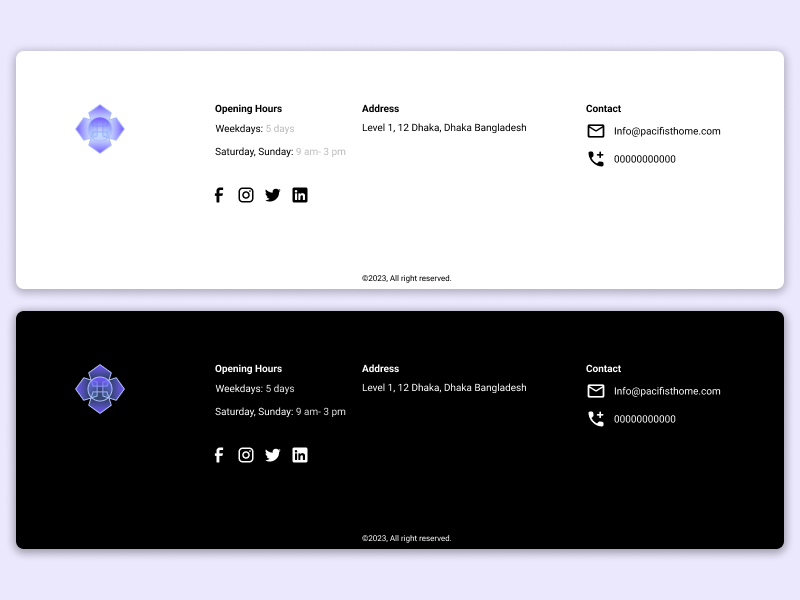 Opening Hours
Weekdays: 5 days
Saturday, Sunday: 9 am- 3 pm
Address
Level 1, 12 Dhaka, Dhaka Bangladesh
Contact
Info@pacifisthome.com
00000000000
©2023, All right reserved.
Opening Hours
Weekdays: 5 days
Saturday, Sunday: 9 am- 3 pm
Address
Level 1, 12 Dhaka, Dhaka Bangladesh
Contact
Info@pacifisthome.com
00000000000
©2023, All right reserved.